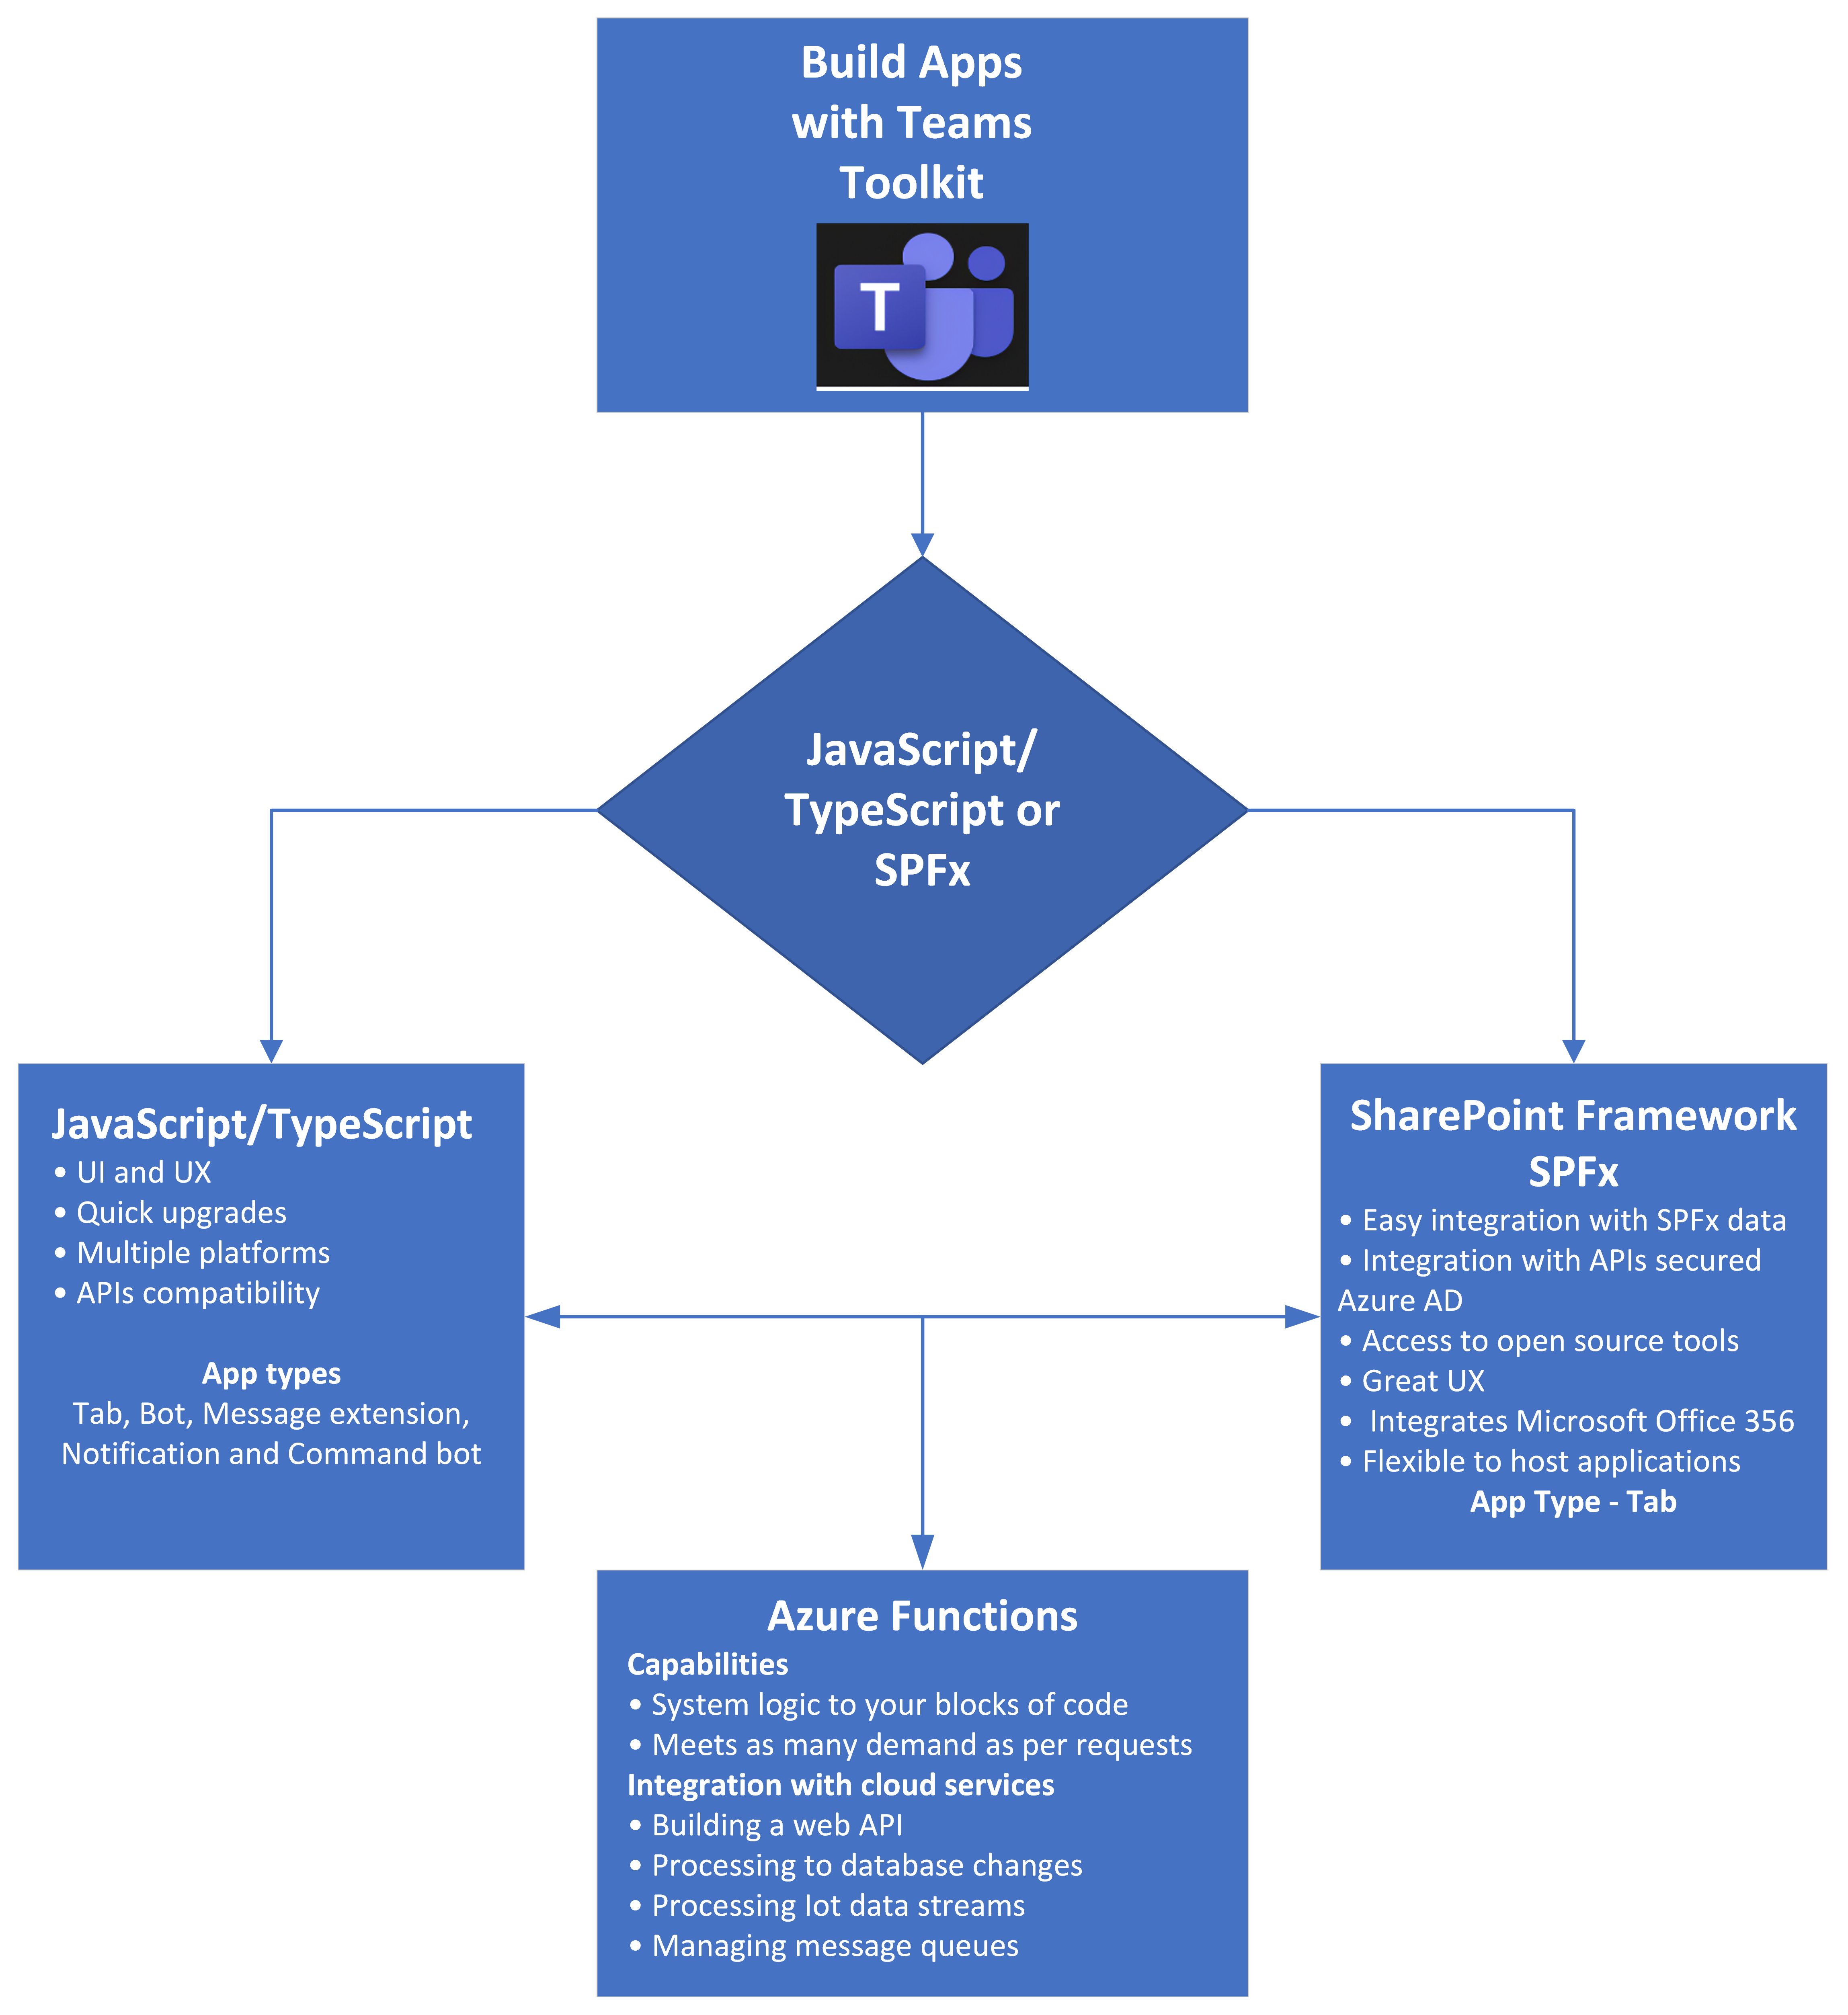 Build Apps
with Teams
Toolkit
T
JavaScript/
TypeScript or
SPFx
JavaScript/TypeScript
• UI and UX
• Quick upgrades
• Multiple platforms
• APIs compatibility
App types
Tab, Bot, Message extension,
Notification and Command bot
SharePoint Framework
SPFx
• Easy integration with SPFx data
• Integration with APIs secured
Azure AD
• Access to open source tools
• Great UX
• Integrates Microsoft Office 356
• Flexible to host applications
App Type - Tab
Azure Functions
Capabilities
• System logic to your blocks of code
• Meets as many demand as per requests
Integration with cloud services
• Building a web API
• Processing to database changes
• Processing Iot data streams
• Managing message queues